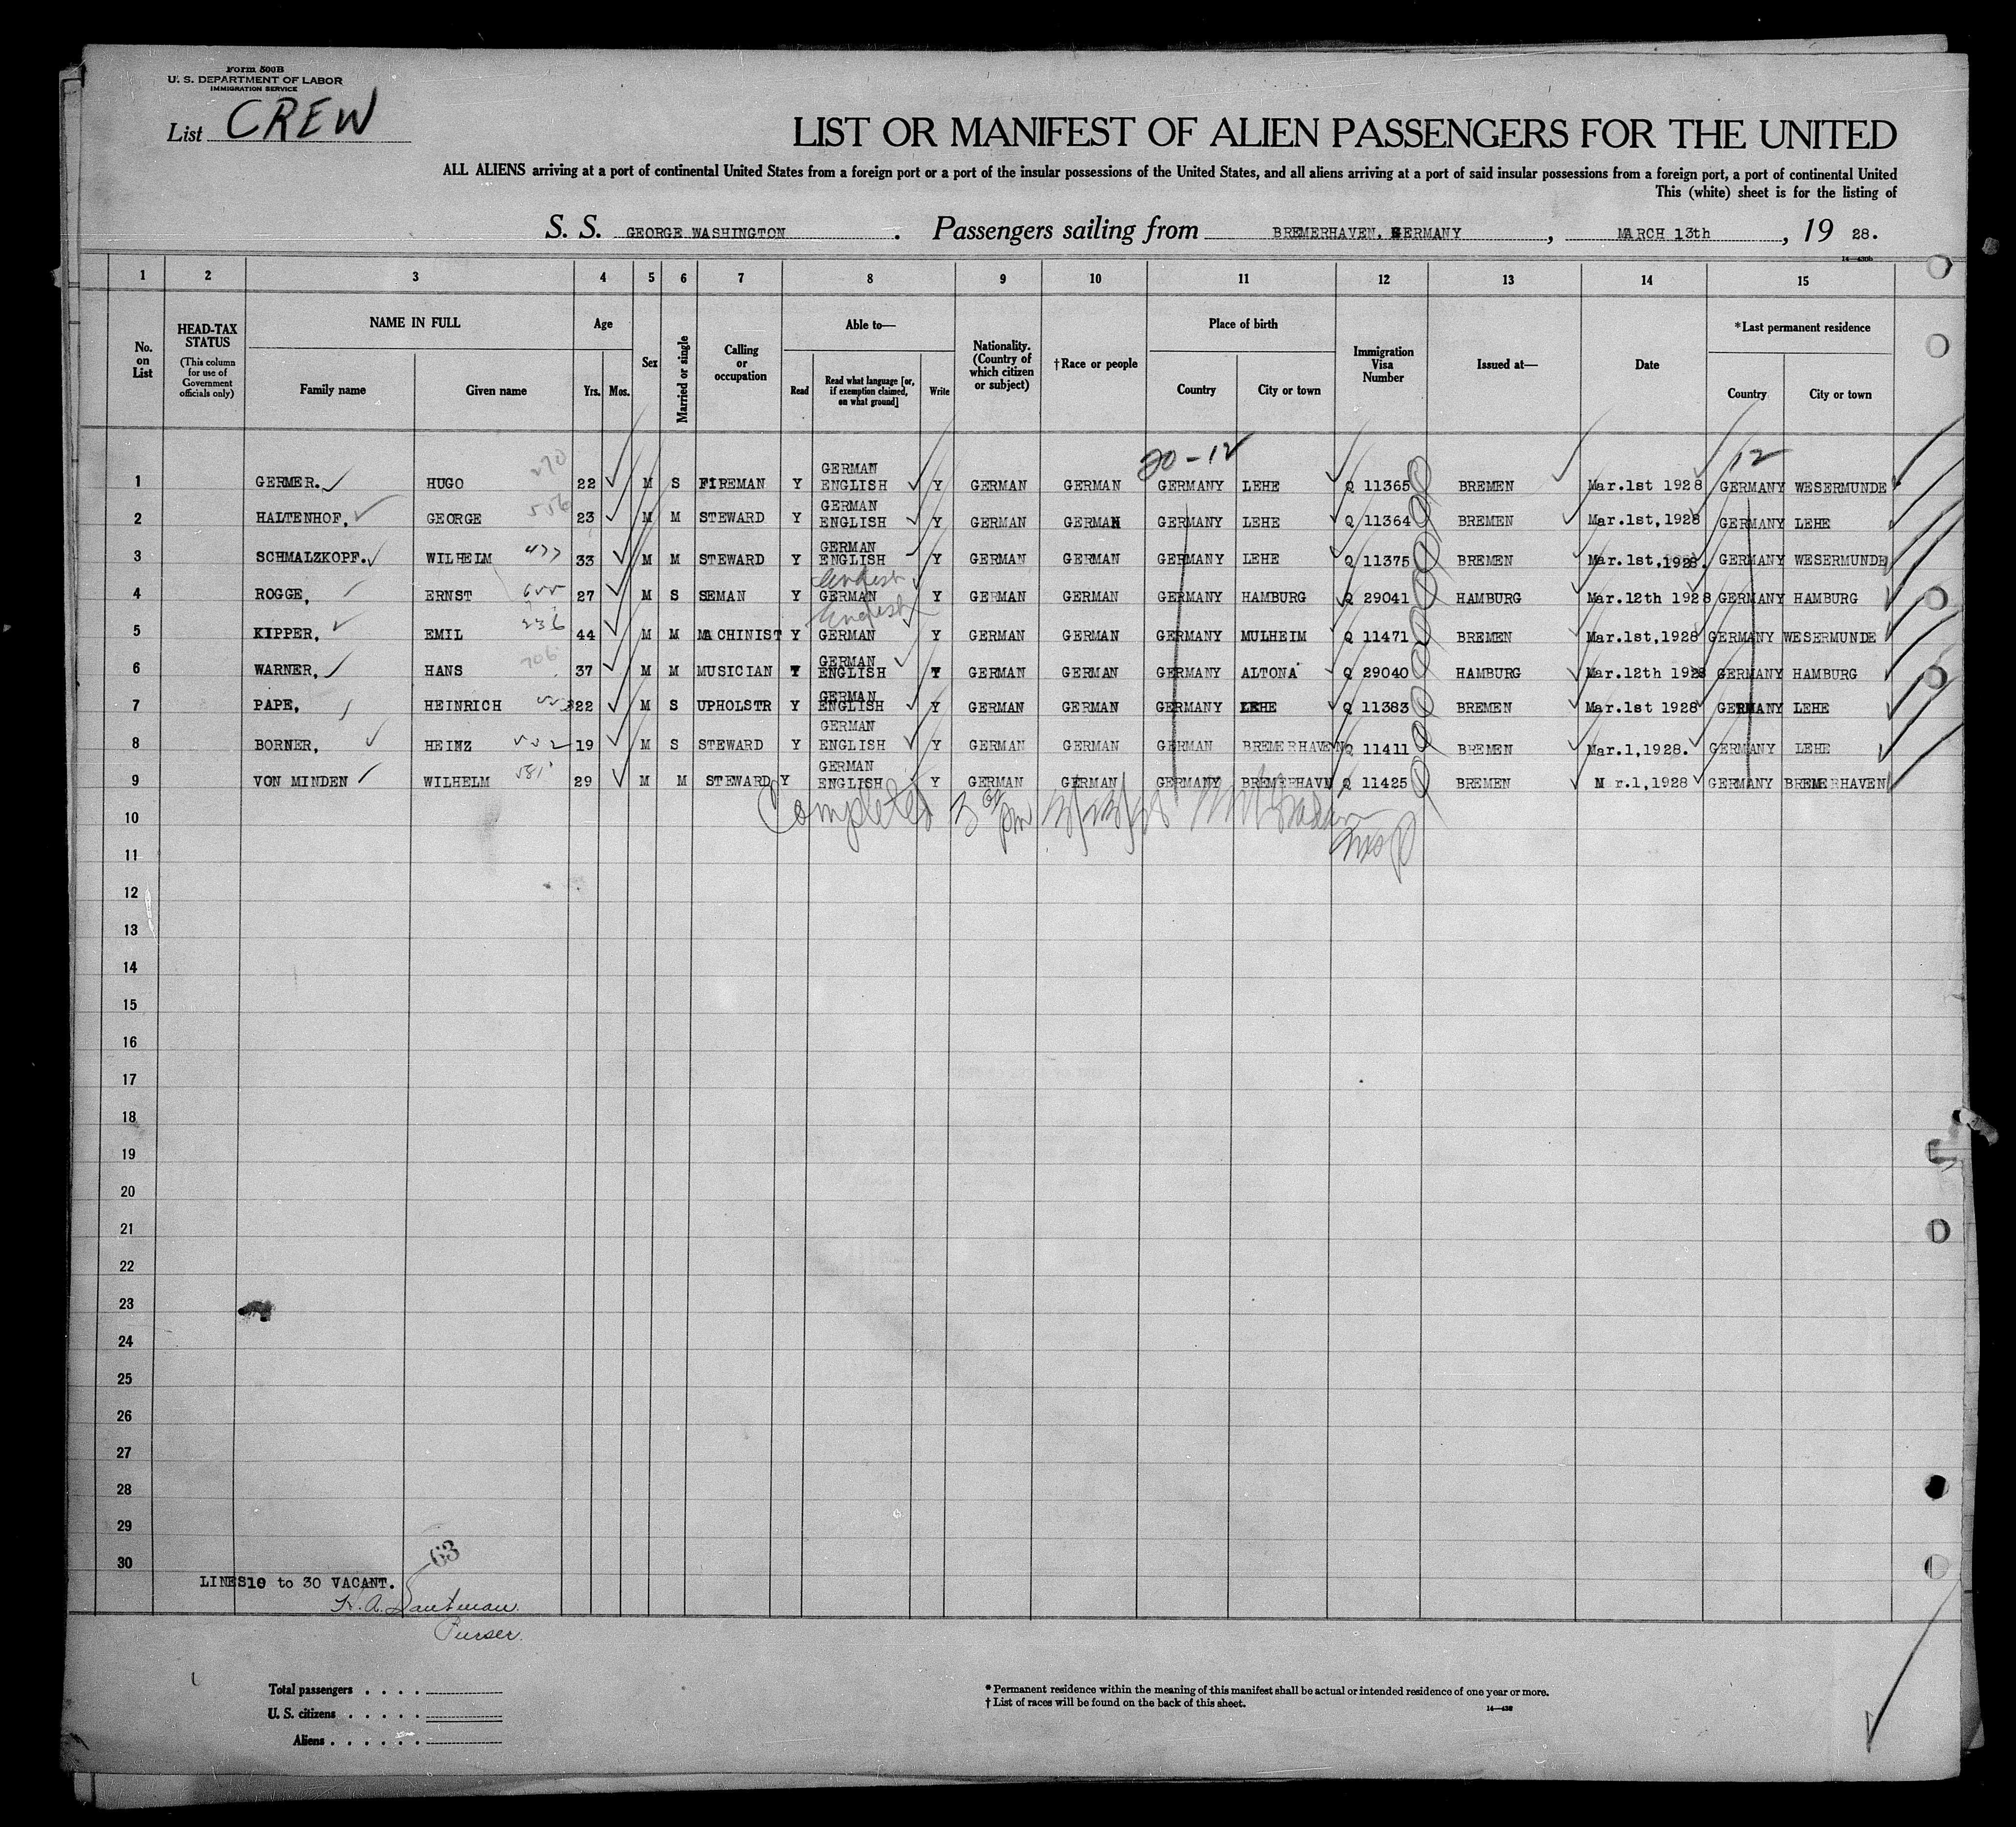 Form 500B
U. S. DEPARTMENT OF LABOR
IMMIGRATION SERVICE
List CREW
LIST OR MANIFEST OF ALIEN PASSENGERS FOR THE UNITED
ALL ALIENS arriving at a port of continental United States from a foreign port or a port of the insular possessions of the United States, and all aliens arriving at a port of said insular possessions from a foreign port, a port of continental United
This (white) sheet is for the listing of
S. S. GEORGE WASHINGTON . Passengers sailing from BREMERHAVEN. GERMANY , MARCH 13th , 19 28.
1 2 3 4 5 6 7 8 9 10 11 12 13 14 15
No. on List
HEAD-TAX STATUS (This column for use of Government officials only)
NAME IN FULL Family name Given name
Age Yrs. Mos.
Sex
Married or single
Calling or occupation
Able to— Read Read what language [or, if exemption claimed, on what ground] Write
Nationality. (Country of which citizen or subject)
†Race or people
Place of birth Country City or town
Immigration Visa Number
Issued at—
Date
*Last permanent residence Country City or town
20-12 12
1 GERMER. HUGO 270 22 M S FIREMAN Y GERMAN ENGLISH Y GERMAN GERMAN GERMANY LEHE Q 11365 BREMEN Mar.1st 1928 GERMANY WESERMUNDE
2 HALTENHOF, GEORGE 556 23 M M STEWARD Y GERMAN ENGLISH Y GERMAN GERMAN GERMANY LEHE Q 11364 BREMEN Mar.1st,1928 GERMANY LEHE
3 SCHMALZKOPF. WILHELM 477 33 M M STEWARD Y GERMAN ENGLISH Y GERMAN GERMAN GERMANY LEHE Q 11375 BREMEN Mar.1st,1928. GERMANY WESERMUNDE
4 ROGGE, ERNST 27 M S SEMAN Y English GERMAN Y GERMAN GERMAN GERMANY HAMBURG Q 29041 HAMBURG Mar.12th 1928 GERMANY HAMBURG
5 KIPPER, EMIL 236 44 M M MACHINIST Y English GERMAN Y GERMAN GERMAN GERMANY MULHEIM Q 11471 BREMEN Mar.1st,1928 GERMANY WESERMUNDE
6 WARNER, HANS 706 37 M M MUSICIAN Y GERMAN ENGLISH Y GERMAN GERMAN GERMANY ALTONA Q 29040 HAMBURG Mar.12th 1928 GERMANY HAMBURG
7 PAPE, HEINRICH 22 M S UPHOLSTR Y GERMAN ENGLISH Y GERMAN GERMAN GERMANY LEHE Q 11383 BREMEN Mar.1st 1928 GERMANY LEHE
8 BORNER, HEINZ 552 19 M S STEWARD Y GERMAN ENGLISH Y GERMAN GERMAN GERMAN BREMERHAVEN Q 11411 BREMEN Mar.1,1928. GERMANY LEHE
9 VON MINDEN WILHELM 581 29 M M STEWARD Y GERMAN ENGLISH Y GERMAN GERMAN GERMANY BREMERHAVN Q 11425 BREMEN M r.1,1928 GERMANY BREMERHAVEN
10 Completed 3 pm 3/23/28
11
12
13
14
15
16
17
18
19
20
21
22
23
24
25
26
27
28
29
30
63
LINES10 to 30 VACANT.
Purser.
Total passengers . . . .
U. S. citizens . . . . .
Aliens . . . . . .
* Permanent residence within the meaning of this manifest shall be actual or intended residence of one year or more.
† List of races will be found on the back of this sheet.